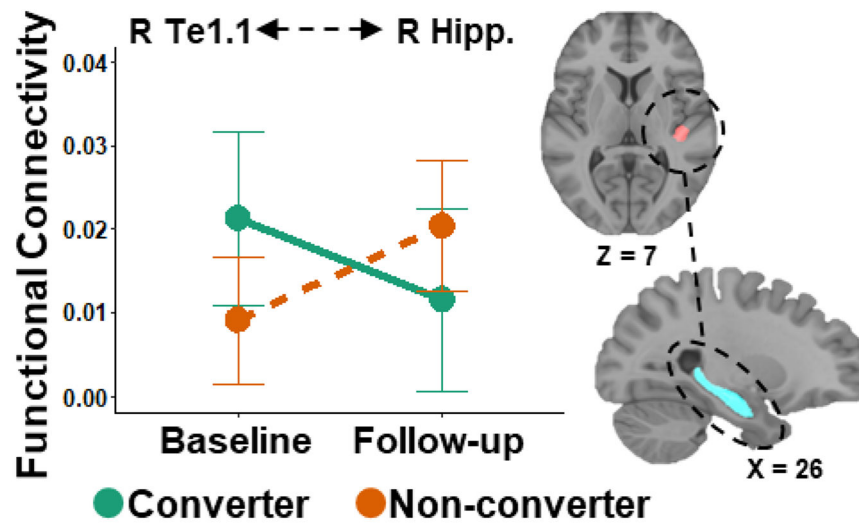 R Te1.1 R Hipp.
Functional Connectivity
0.04
0.03
0.02
0.01
0.00
Baseline Follow-up
Converter Non-converter
Z = 7
X = 26